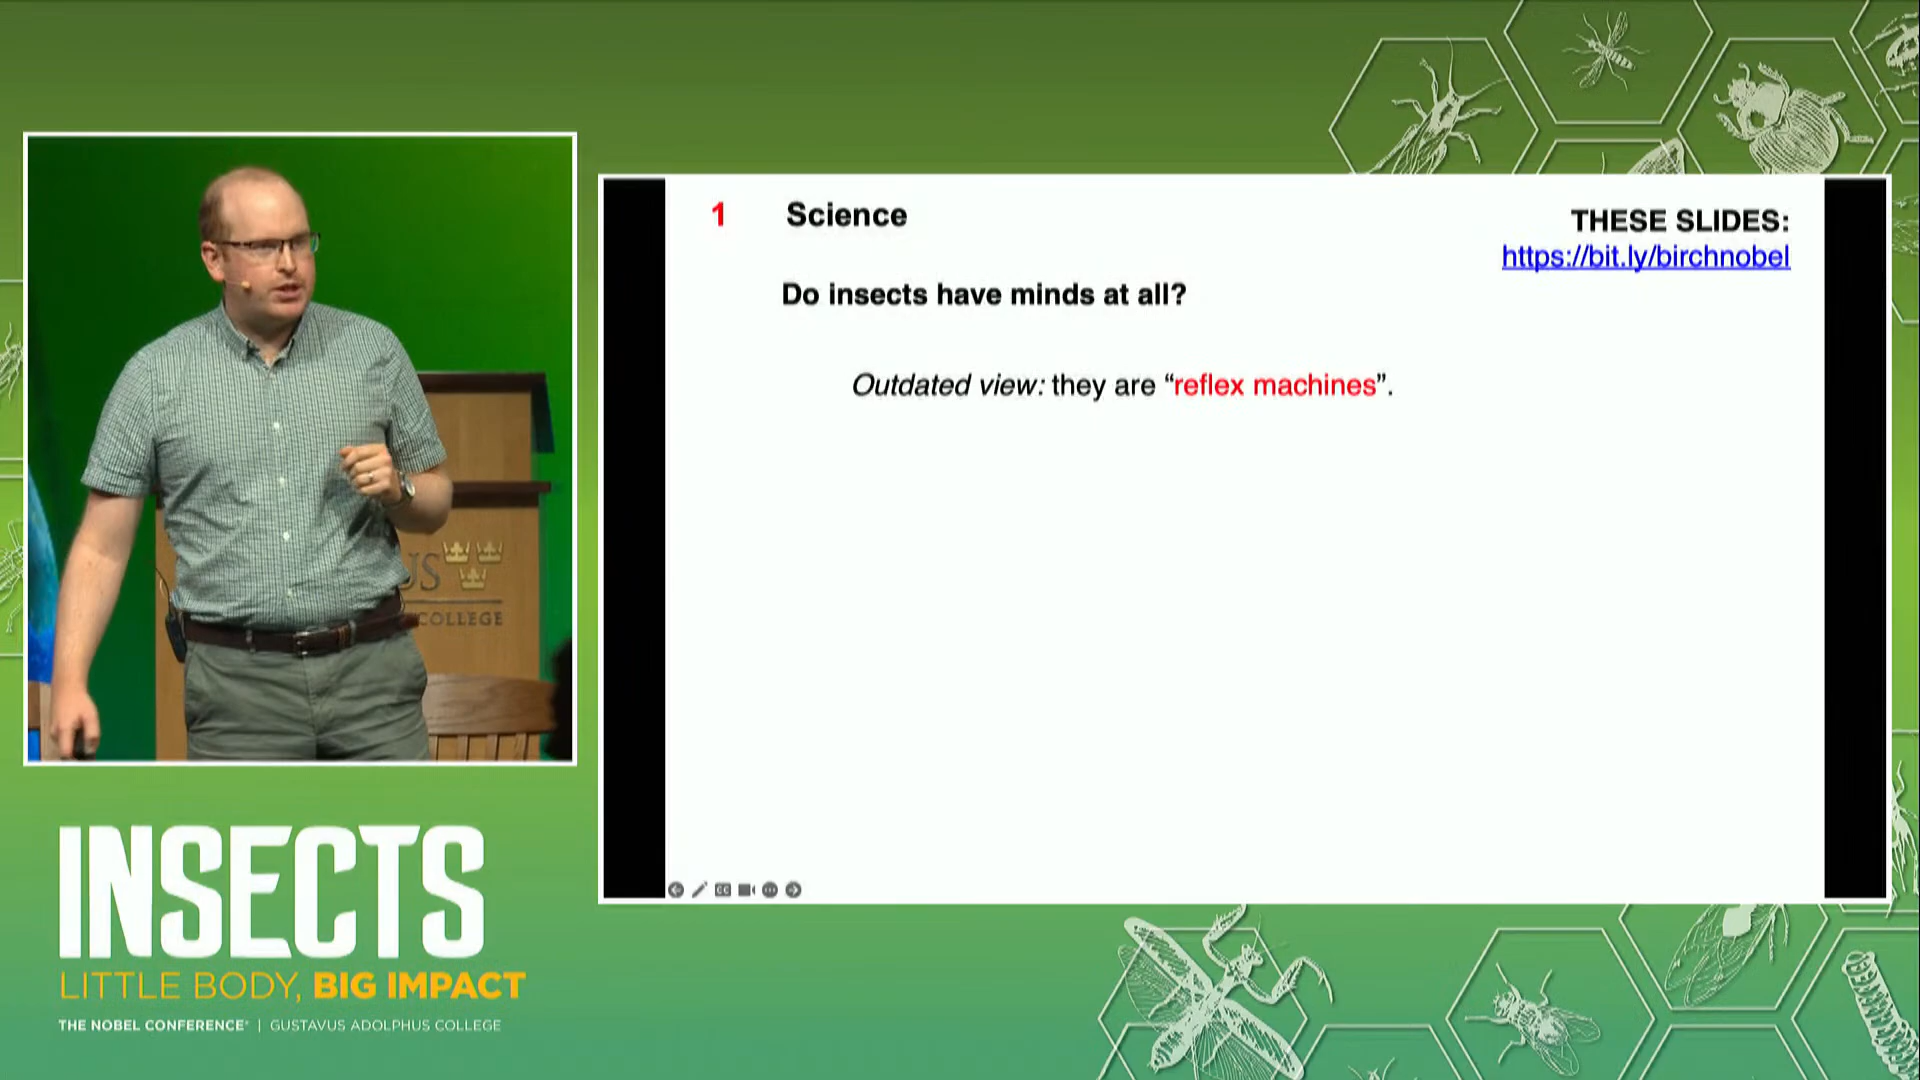 1 Science
THESE SLIDES:
https://bit.ly/birchnobel
Do insects have minds at all?
Outdated view: they are “reflex machines”.
US
COLLEGE
INSECTS
LITTLE BODY, BIG IMPACT
THE NOBEL CONFERENCE® | GUSTAVUS ADOLPHUS COLLEGE